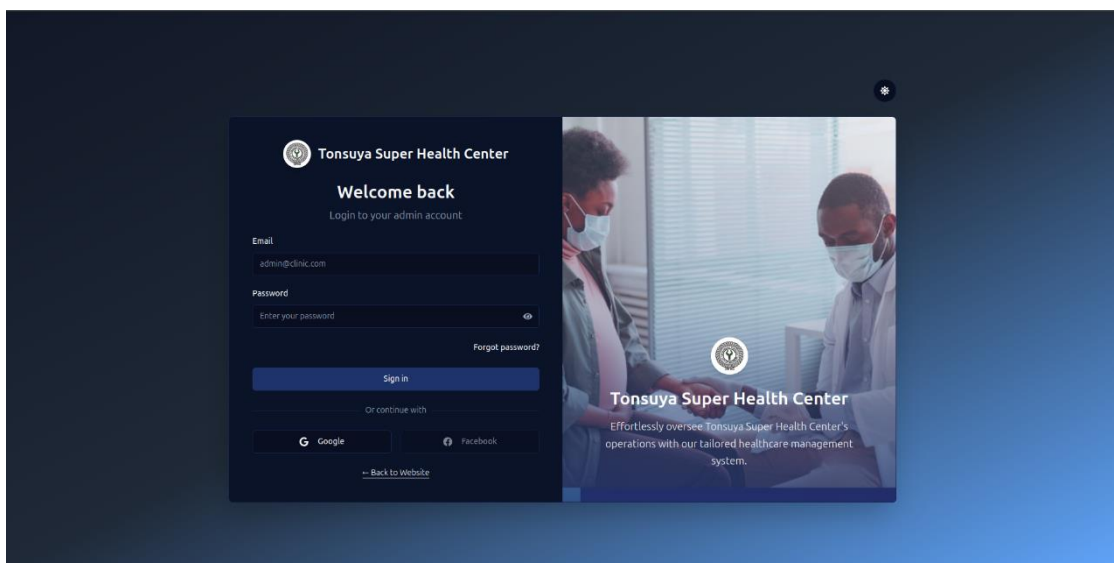 Tonsuya Super Health Center
Welcome back
Login to your admin account
Email
admin@clinic.com
Password
Enter your password
Forgot password?
Sign in
Or continue with
Google
Facebook
← Back to Website
Tonsuya Super Health Center
Effortlessly oversee Tonsuya Super Health Center's
operations with our tailored healthcare management
system.